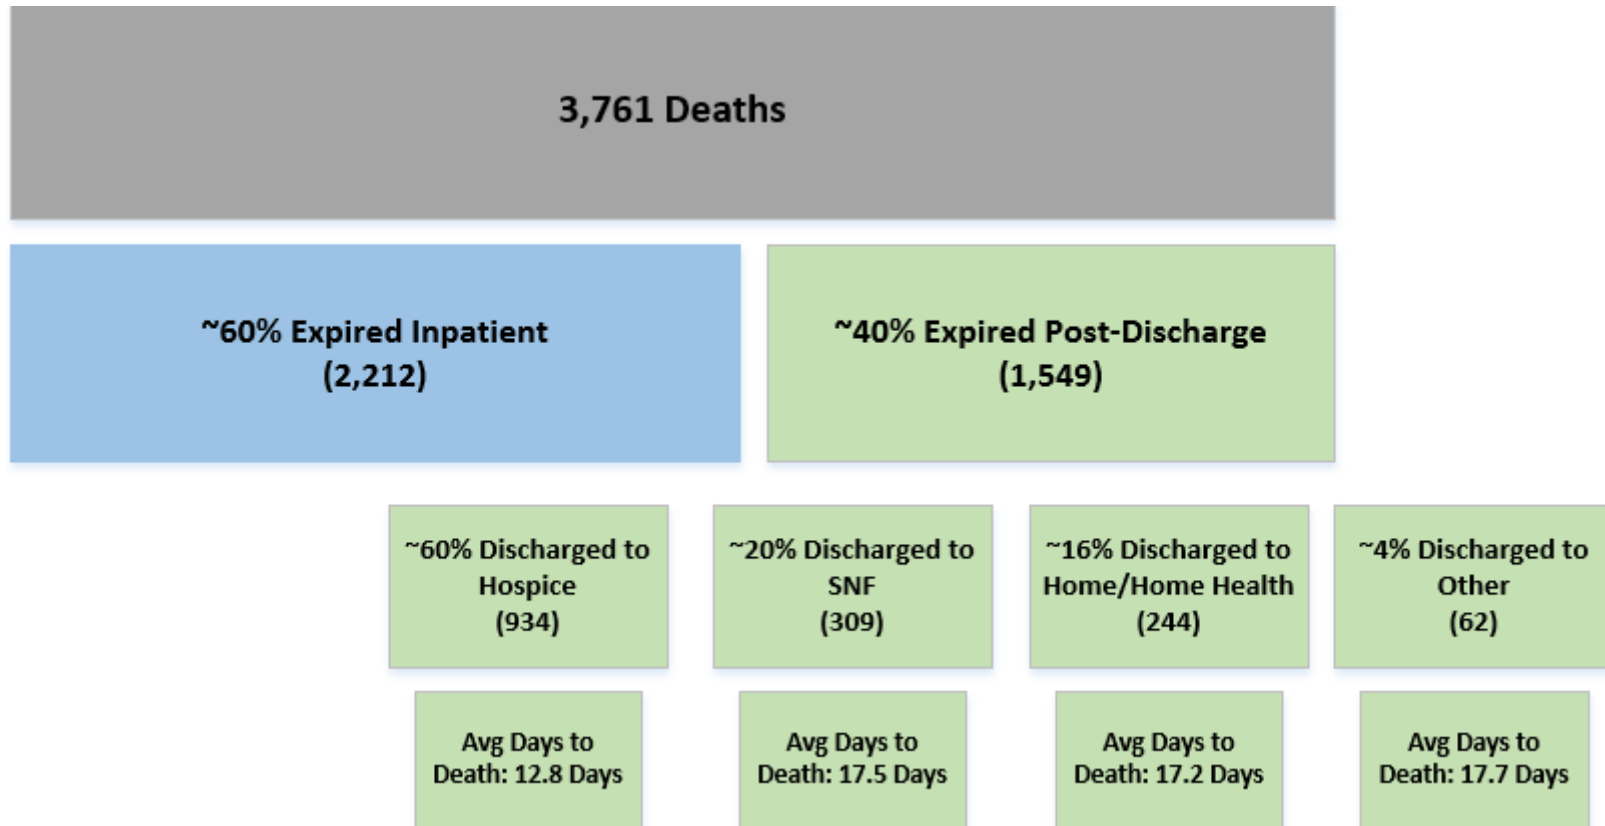 3,761 Deaths
~60% Expired Inpatient
(2,212)
~40% Expired Post-Discharge
(1,549)
~60% Discharged to
Hospice
(934)
~20% Discharged to
SNF
(309)
~16% Discharged to
Home/Home Health
(244)
~4% Discharged to
Other
(62)
Avg Days to
Death: 12.8 Days
Avg Days to
Death: 17.5 Days
Avg Days to
Death: 17.2 Days
Avg Days to
Death: 17.7 Days